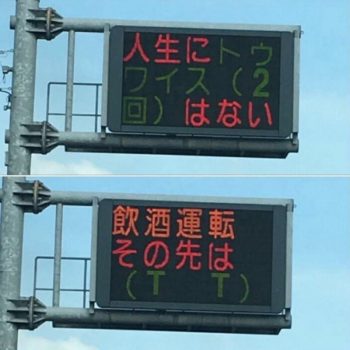 人生にトゥ
ワイス(2
回)はない
飲酒運転
その先は
(T T)